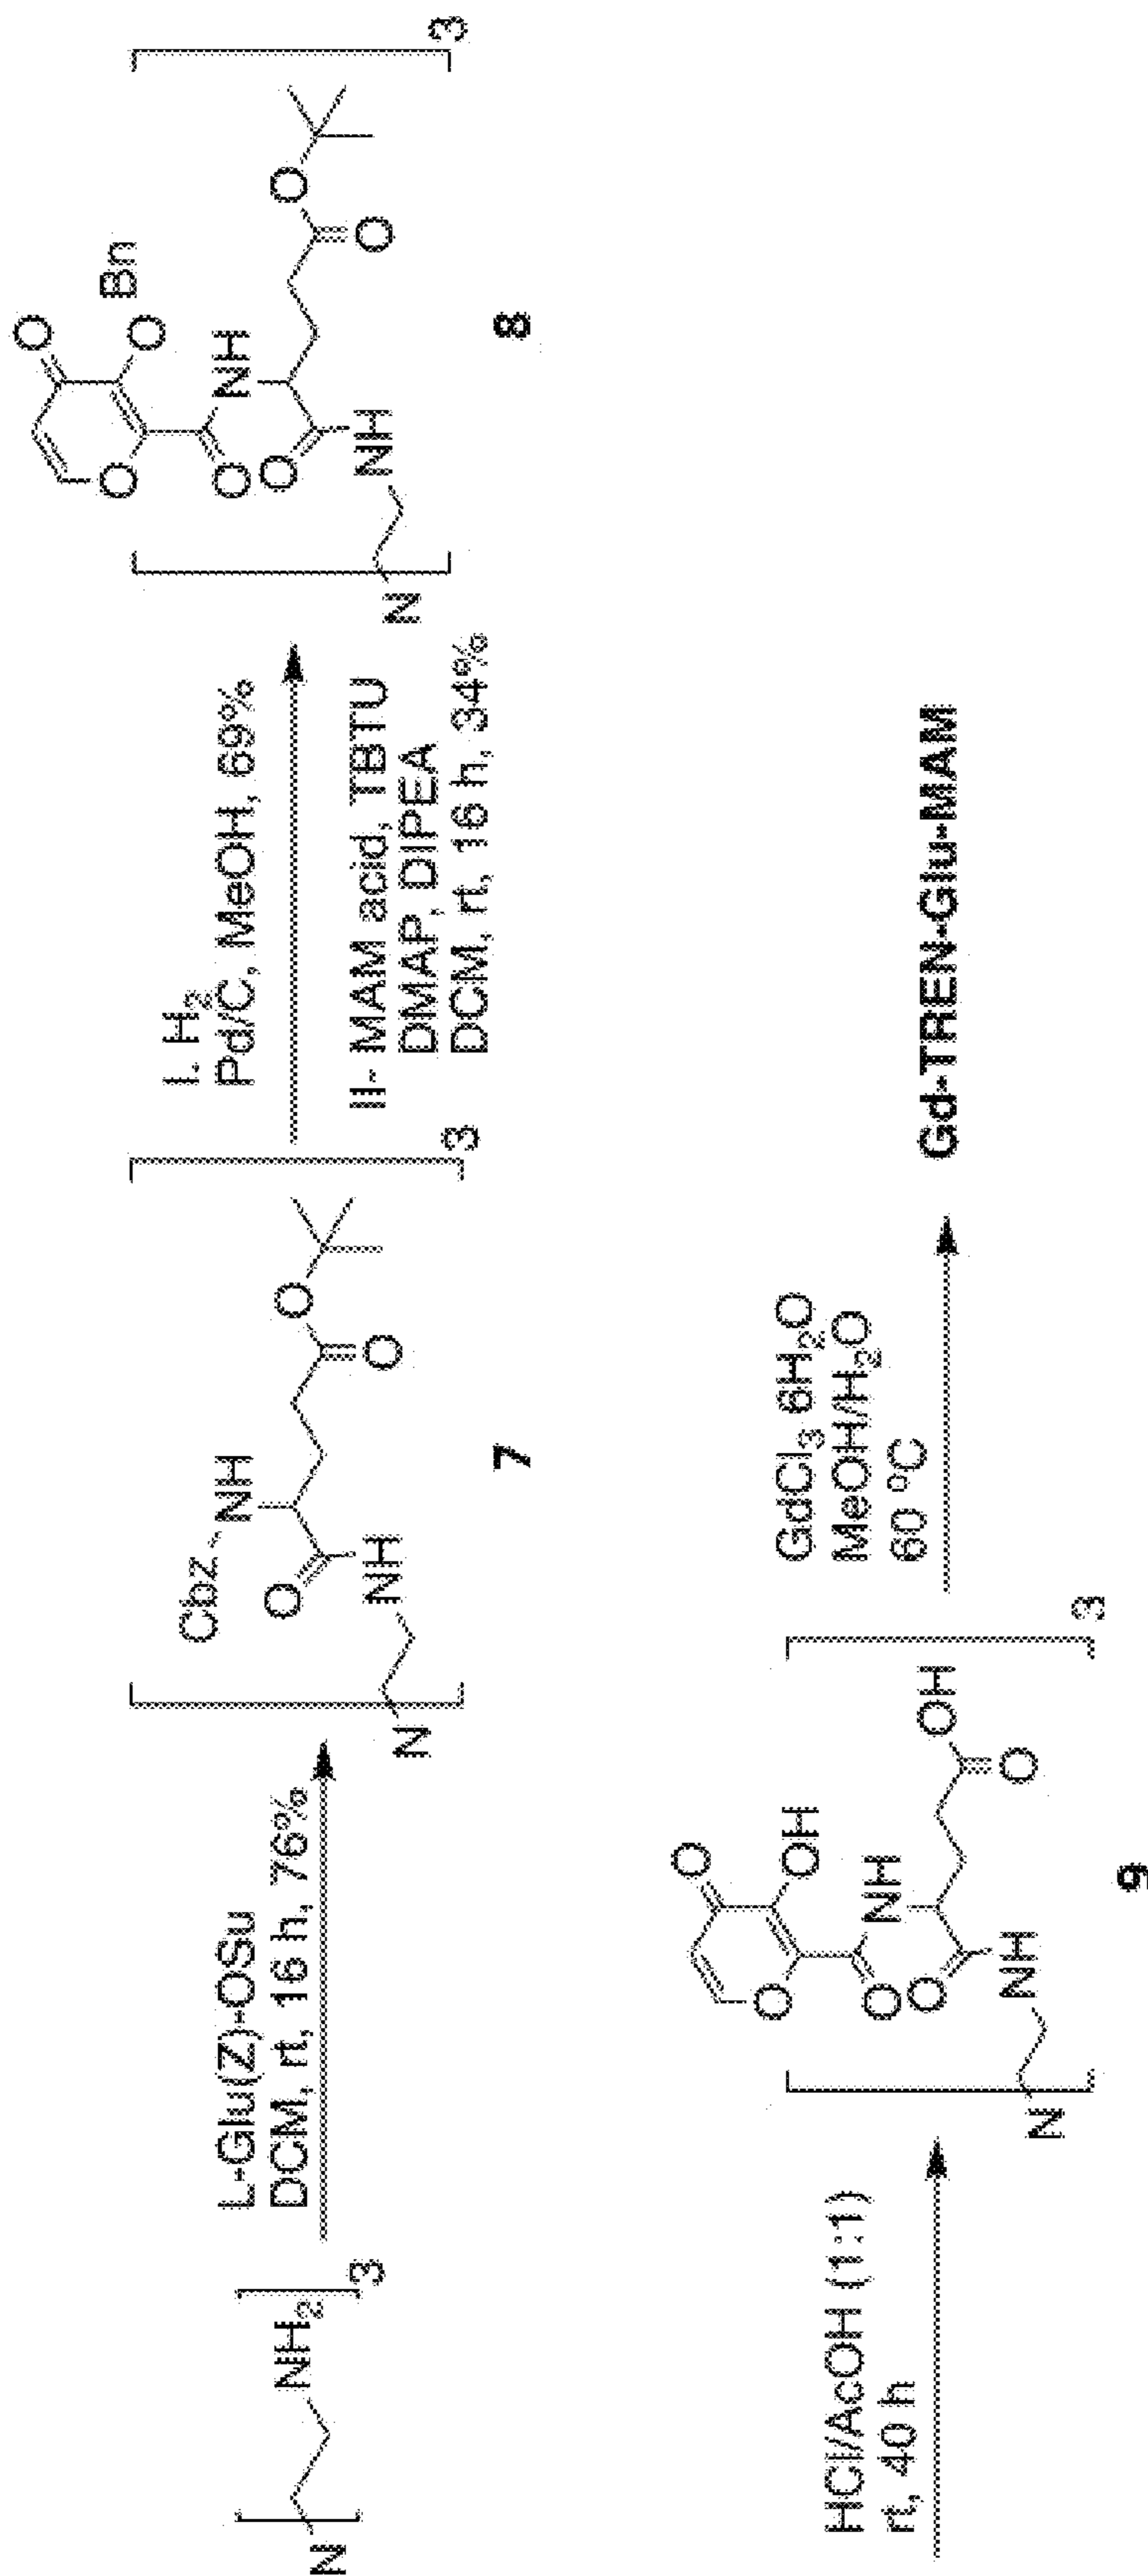 N
NH2
3
L-Glu(Z)-OSu
DCM, rt, 16 h, 76%
Cbz
NH
O
O
O
NH
N
3
7
I. H2
Pd/C, MeOH, 69%
II- MAM acid, TBTU
DMAP, DIPEA
DCM, rt, 16 h, 34%
O
O
Bn
O
NH
O
O
O
O
NH
N
3
8
HCl/AcOH (1:1)
rt, 40 h
O
OH
O
NH
O
OH
O
O
NH
N
3
9
GdCl3 6H2O
MeOH/H2O
60 ºC
Gd-TREN-Glu-MAM